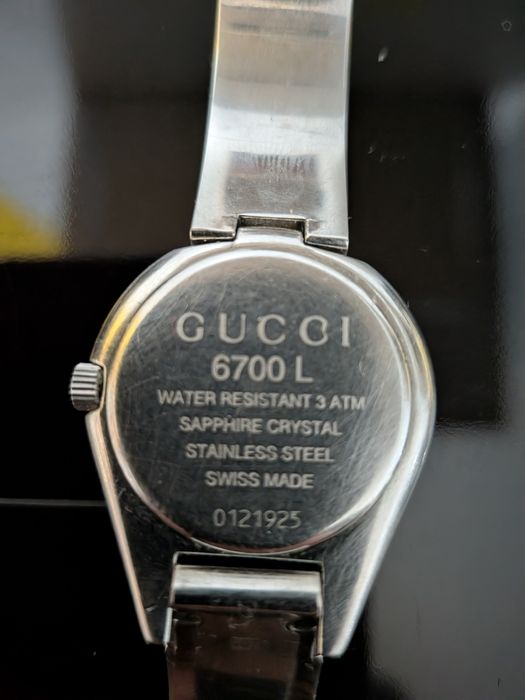 GUCCI
6700 L
WATER RESISTANT 3 ATM
SAPPHIRE CRYSTAL
STAINLESS STEEL
SWISS MADE
0121925